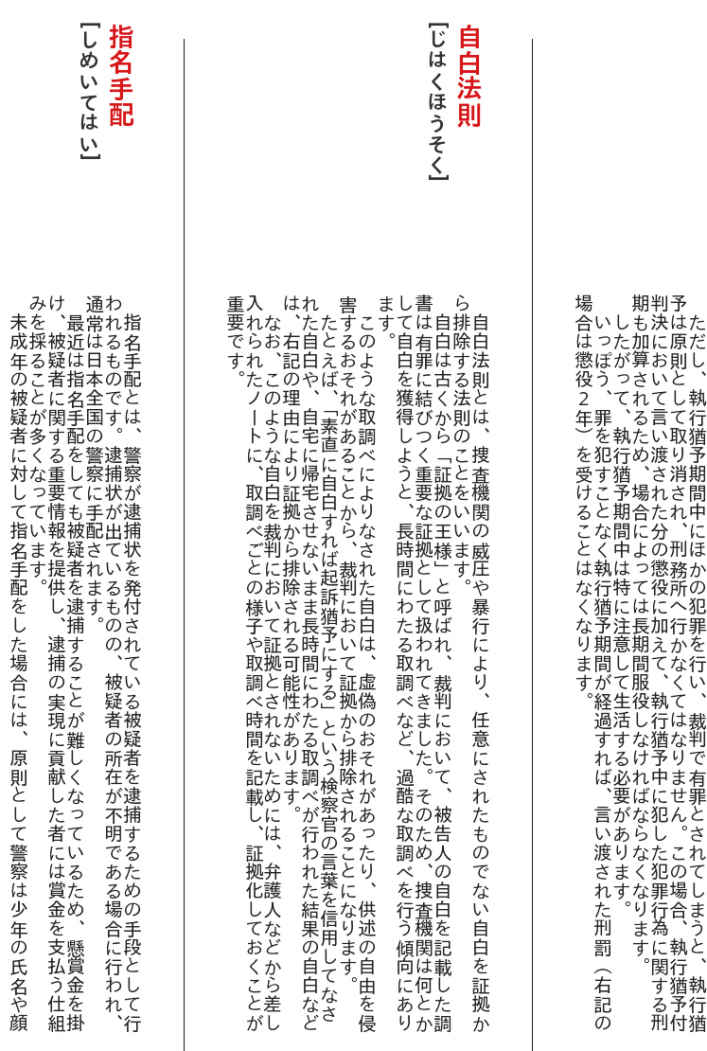 ただし、執行猶予期間中にほかの犯罪を行い、裁判で有罪とされてしまうと、執行猶
予は原則として取り消され、刑務所へ行かなくてはなりません。この場合、執行猶予付
判決において言い渡された分の懲役に加えて、執行猶予中に犯した犯罪行為に関する刑
期も加算されるため、場合によっては長期間服役しなければならなくなります。
したがって、執行猶予期間中は特に注意して生活する必要があります。
いっぽう、罪を犯すことなく執行猶予期間が経過すれば、言い渡された刑罰（右記の
場合は懲役２年）を受けることはなくなります。
自白法則
[じはくほうそく]
自白法則とは、捜査機関の威圧や暴行により、任意にされたものでない自白を証拠か
ら排除する法則のことをいいます。
自白は古くから「証拠の王様」と呼ばれ、裁判において、被告人の自白を記載した調
書は有罪に結びつく重要な証拠として扱われてきました。そのため、捜査機関は何とか
して自白を獲得しようと、長時間にわたる取調べなど、過酷な取調べを行う傾向にあり
ます。
このような取調べによりなされた自白は、虚偽のおそれがあったり、供述の自由を侵
害するおそれがあることから、裁判において証拠から排除されることになります。
たとえば、「素直に自白すれば起訴猶予にする」という検察官の言葉を信用してなさ
れた自白や、自宅に帰宅させないまま長時間にわたる取調べが行われた結果の自白など
は、右記の理由により証拠から排除される可能性があります。
なお、このような自白を裁判において証拠とされないためには、弁護人などから差し
入れられたノートに、取調べごとの様子や取調べ時間を記載し、証拠化しておくことが
重要です。
指名手配
[しめいてはい]
指名手配とは、警察が逮捕状を発付されている被疑者を逮捕するための手段として行
われるものです。逮捕状が出ているものの、被疑者の所在が不明である場合に行われ、
通常は日本全国の警察に手配されます。
最近は指名手配をしても被疑者を逮捕することが難しくなっているため、懸賞金を掛
け、被疑者に関する重要情報を提供し、逮捕の実現に貢献した者には賞金を支払う仕組
みを採ることが多くなっています。
未成年の被疑者に対して指名手配をした場合には、原則として警察は少年の氏名や顔